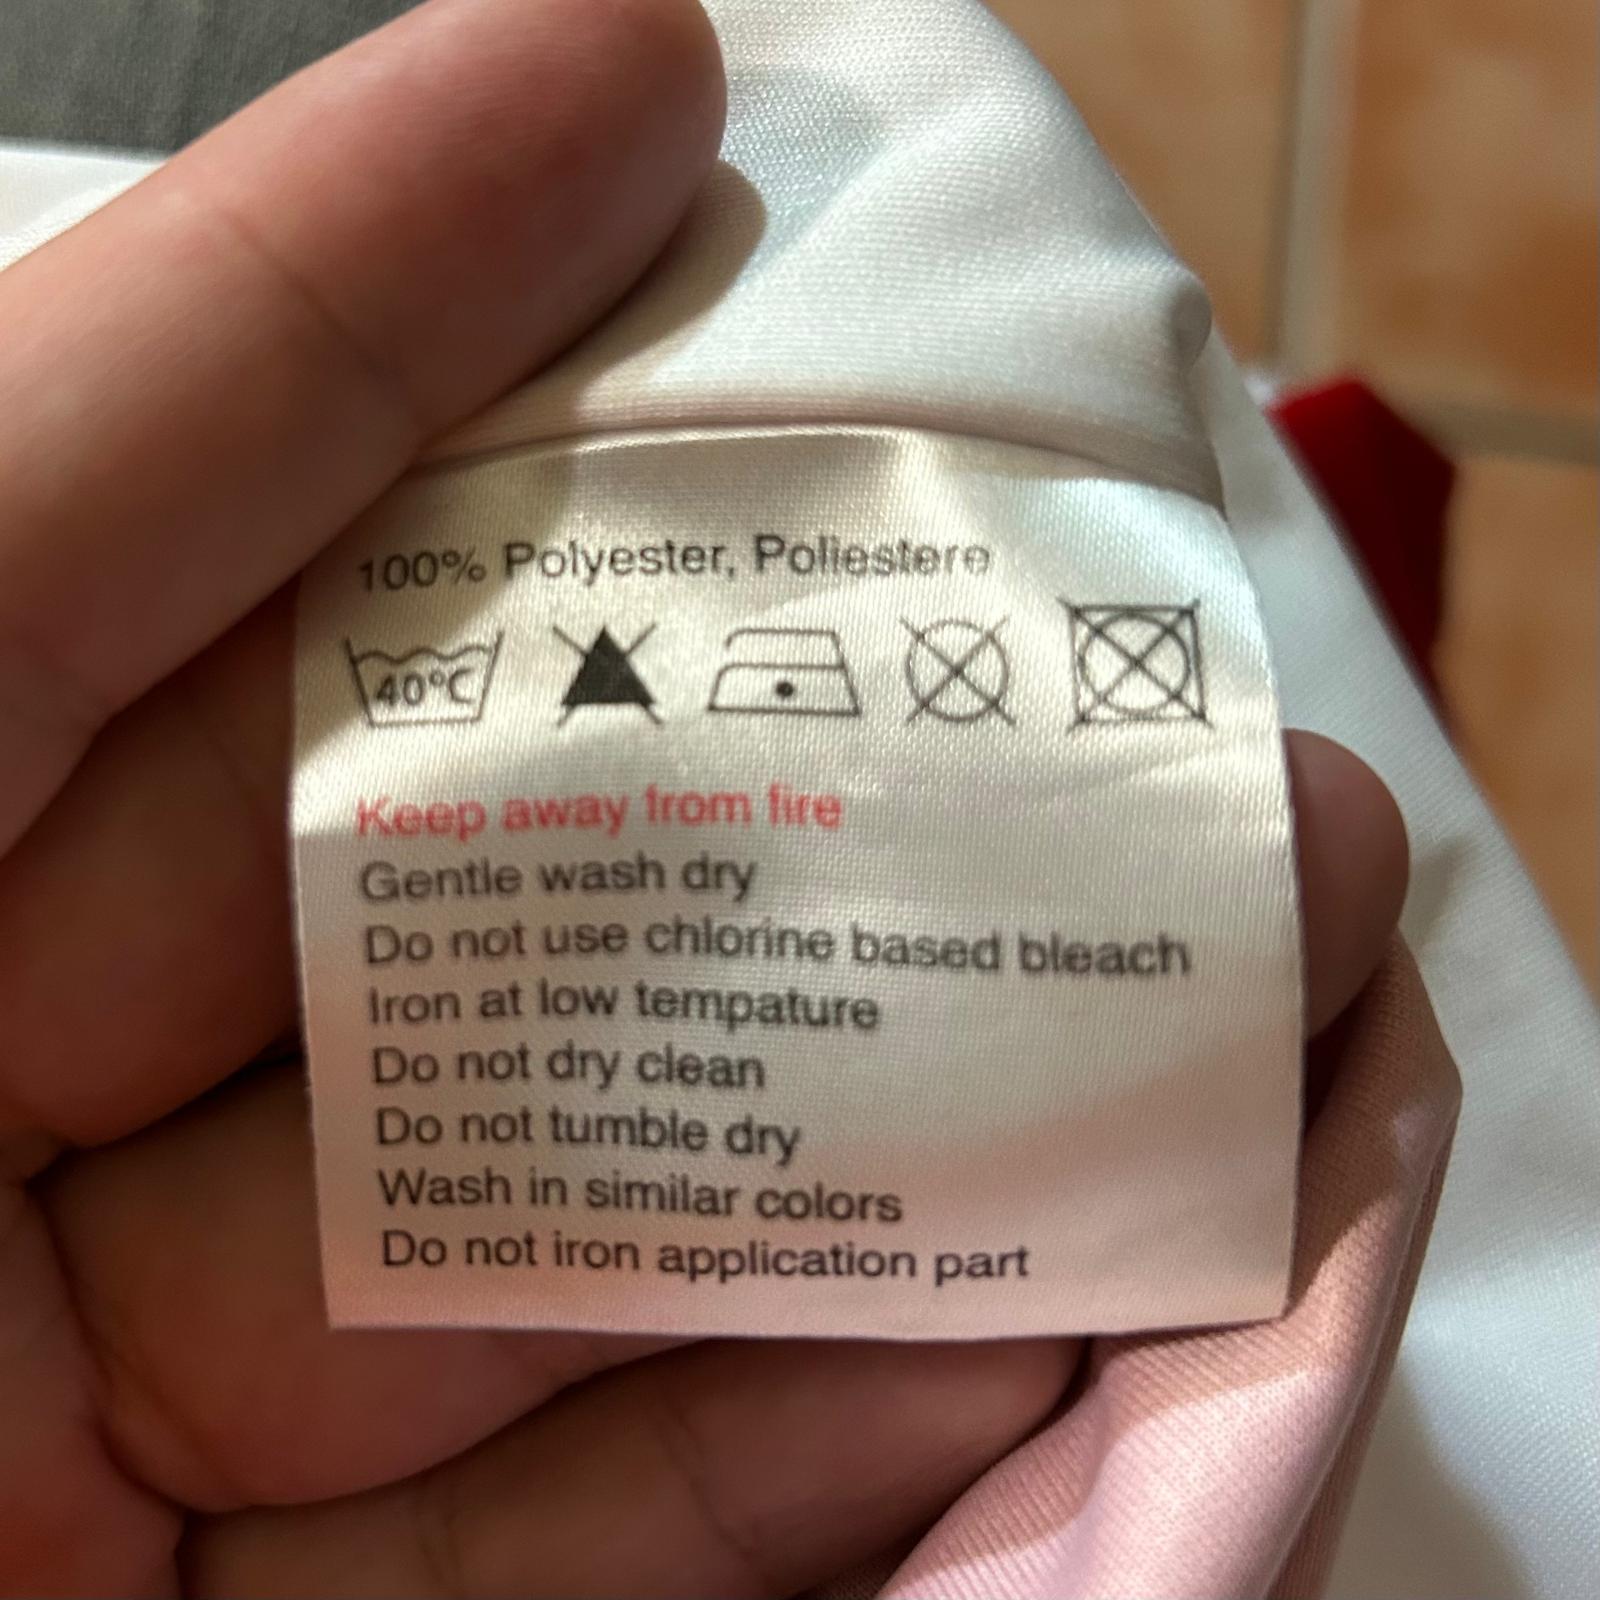 100% Polyester, Poliestere
40°C
Keep away from fire
Gentle wash dry
Do not use chlorine based bleach
Iron at low tempature
Do not dry clean
Do not tumble dry
Wash in similar colors
Do not iron application part